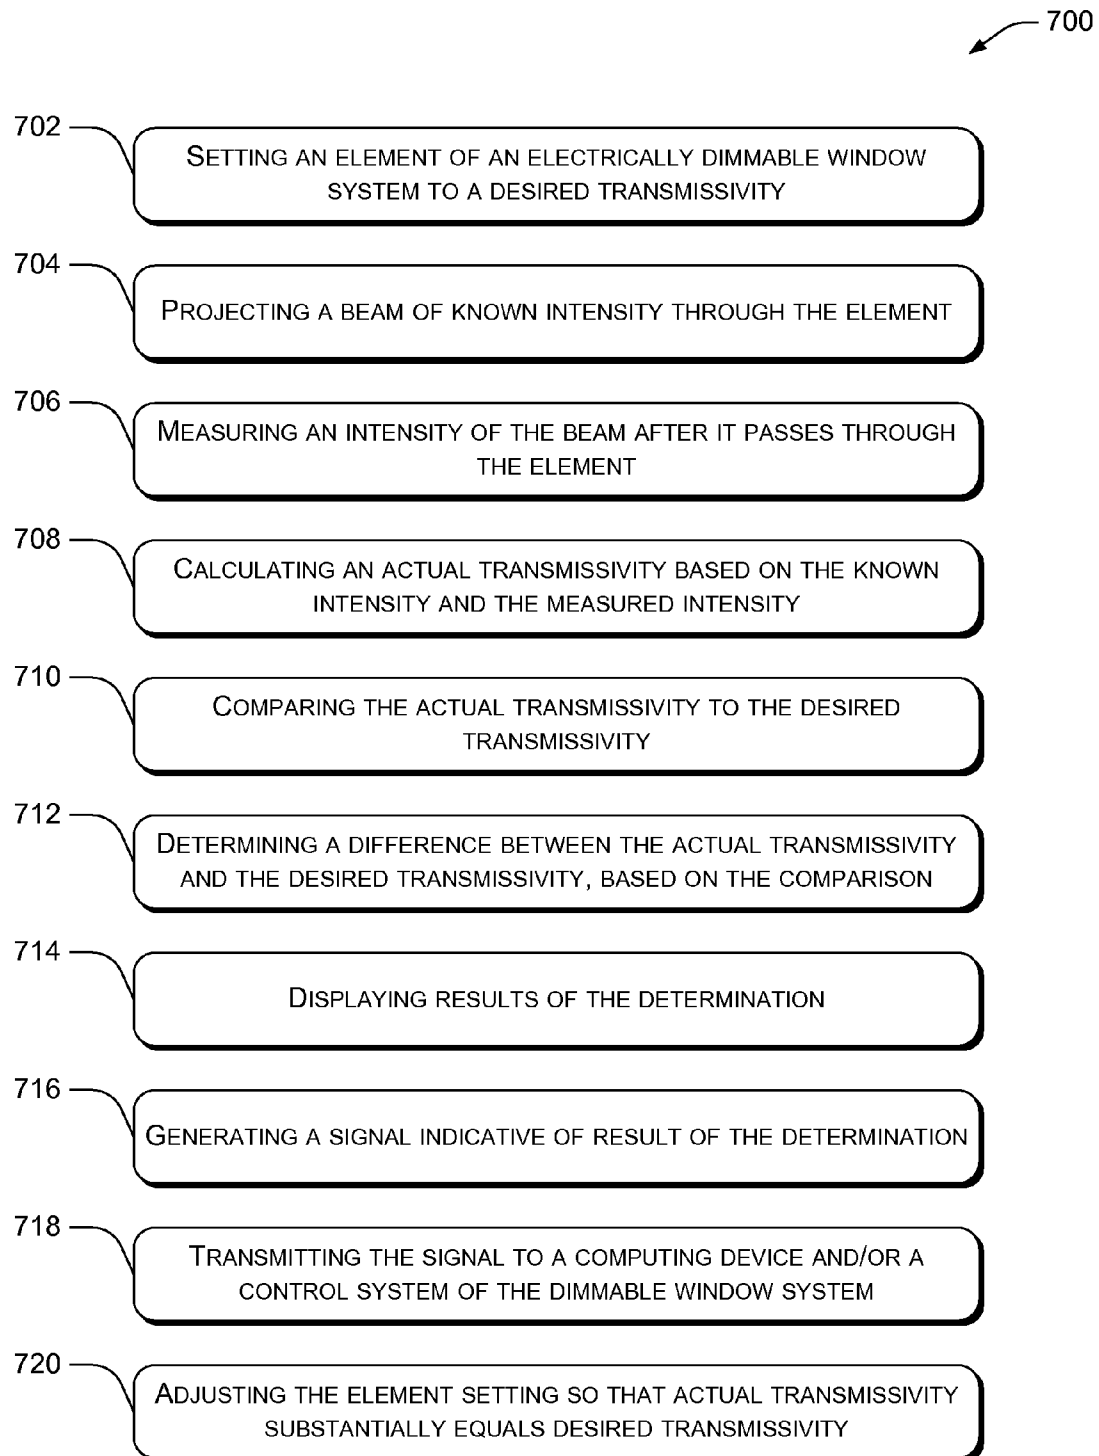 700
702
SETTING AN ELEMENT OF AN ELECTRICALLY DIMMABLE WINDOW
SYSTEM TO A DESIRED TRANSMISSIVITY
704
PROJECTING A BEAM OF KNOWN INTENSITY THROUGH THE ELEMENT
706
MEASURING AN INTENSITY OF THE BEAM AFTER IT PASSES THROUGH
THE ELEMENT
708
CALCULATING AN ACTUAL TRANSMISSIVITY BASED ON THE KNOWN
INTENSITY AND THE MEASURED INTENSITY
710
COMPARING THE ACTUAL TRANSMISSIVITY TO THE DESIRED
TRANSMISSIVITY
712
DETERMINING A DIFFERENCE BETWEEN THE ACTUAL TRANSMISSIVITY
AND THE DESIRED TRANSMISSIVITY, BASED ON THE COMPARISON
714
DISPLAYING RESULTS OF THE DETERMINATION
716
GENERATING A SIGNAL INDICATIVE OF RESULT OF THE DETERMINATION
718
TRANSMITTING THE SIGNAL TO A COMPUTING DEVICE AND/OR A
CONTROL SYSTEM OF THE DIMMABLE WINDOW SYSTEM
720
ADJUSTING THE ELEMENT SETTING SO THAT ACTUAL TRANSMISSIVITY
SUBSTANTIALLY EQUALS DESIRED TRANSMISSIVITY